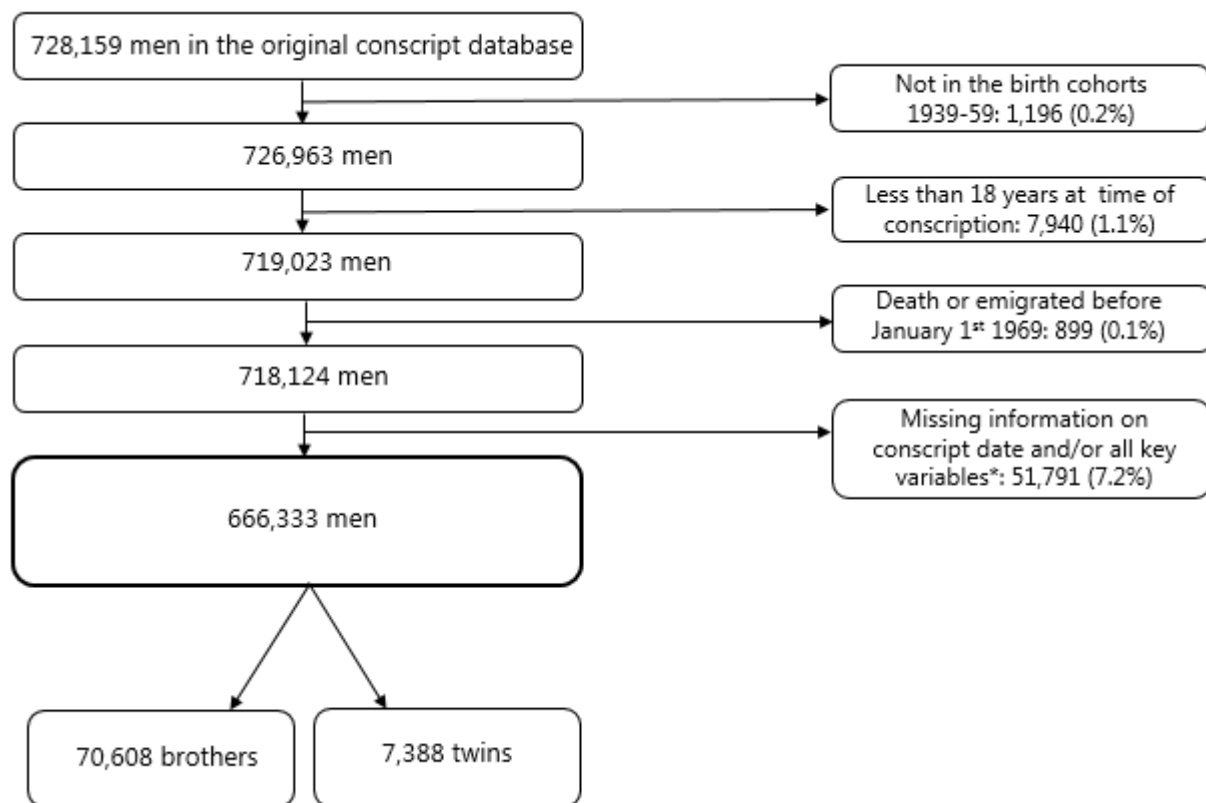 728,159 men in the original conscript database
Not in the birth cohorts
1939-59: 1,196 (0.2%)
726,963 men
Less than 18 years at time of
conscription: 7,940 (1.1%)
719,023 men
Death or emigrated before
January 1st 1969: 899 (0.1%)
718,124 men
Missing information on
conscript date and/or all key
variables*: 51,791 (7.2%)
666,333 men
70,608 brothers
7,388 twins